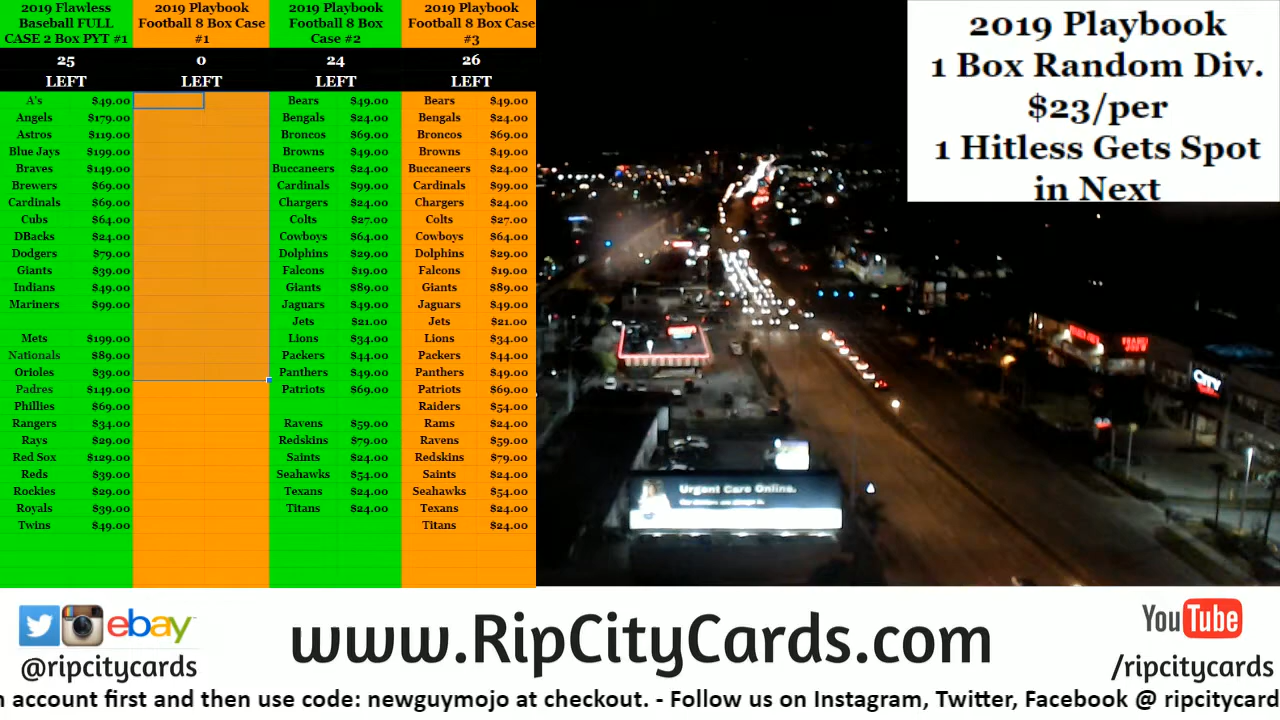 2019 Flawless
Baseball FULL
CASE 2 Box PYT #1
25
LEFT
A's $49.00
Angels $179.00
Astros $119.00
Blue Jays $199.00
Braves $149.00
Brewers $69.00
Cardinals $69.00
Cubs $64.00
DBacks $24.00
Dodgers $79.00
Giants $39.00
Indians $49.00
Mariners $99.00
Mets $199.00
Nationals $89.00
Orioles $39.00
Padres $149.00
Phillies $69.00
Rangers $34.00
Rays $29.00
Red Sox $129.00
Reds $39.00
Rockies $29.00
Royals $39.00
Twins $49.00
2019 Playbook
Football 8 Box Case
#1
0
LEFT
2019 Playbook
Football 8 Box
Case #2
24
LEFT
Bears $49.00
Bengals $24.00
Broncos $69.00
Browns $49.00
Buccaneers $24.00
Cardinals $99.00
Chargers $24.00
Colts $27.00
Cowboys $64.00
Dolphins $29.00
Falcons $19.00
Giants $89.00
Jaguars $49.00
Jets $21.00
Lions $34.00
Packers $44.00
Panthers $49.00
Patriots $69.00
Ravens $59.00
Redskins $79.00
Saints $24.00
Seahawks $54.00
Texans $24.00
Titans $24.00
2019 Playbook
Football 8 Box Case
#3
26
LEFT
Bears $49.00
Bengals $24.00
Broncos $69.00
Browns $49.00
Buccaneers $24.00
Cardinals $99.00
Chargers $24.00
Colts $27.00
Cowboys $64.00
Dolphins $29.00
Falcons $19.00
Giants $89.00
Jaguars $49.00
Jets $21.00
Lions $34.00
Packers $44.00
Panthers $49.00
Patriots $69.00
Raiders $54.00
Rams $24.00
Ravens $59.00
Redskins $79.00
Saints $24.00
Seahawks $54.00
Texans $24.00
Titans $24.00
2019 Playbook
1 Box Random Div.
$23/per
1 Hitless Gets Spot
in Next
CITY
Urgent Care Online.
ebay
@ripcitycards
www.RipCityCards.com
YouTube
/ripcitycards
n account first and then use code: newguymojo at checkout. - Follow us on Instagram, Twitter, Facebook @ ripcitycard